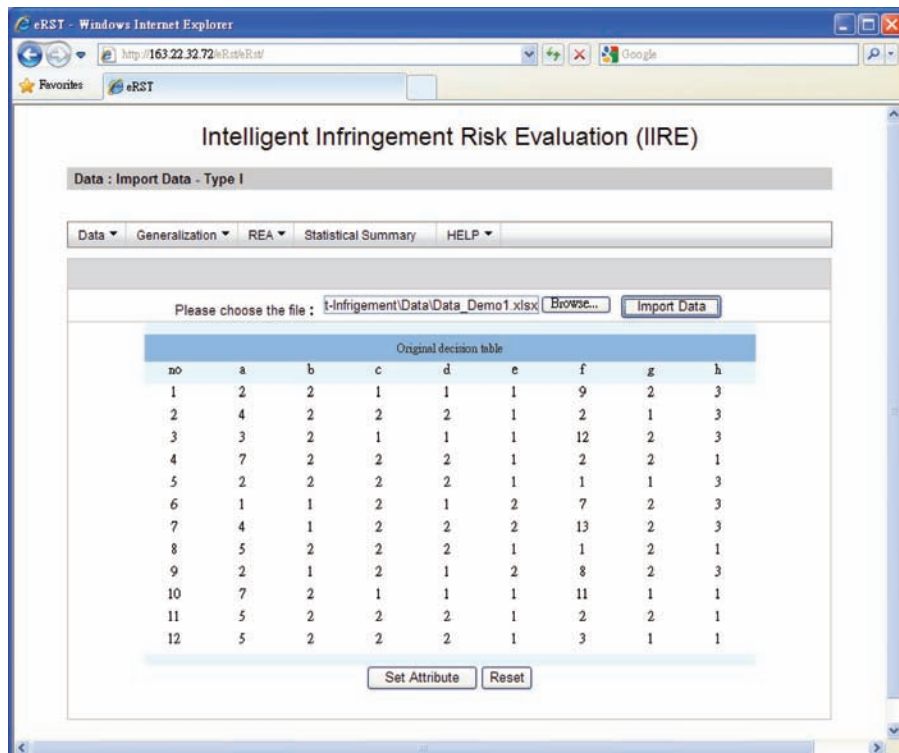 eRST - Windows Internet Explorer
http://163.22.32.72/eRst/eRst/
Google
Favorites eRST
Intelligent Infringement Risk Evaluation (IIRE)
Data : Import Data - Type I
Data Generalization REA Statistical Summary HELP
Please choose the file : t-Infrigement\Data\Data_Demo1.xlsx Browse... Import Data
Original decision table
no a b c d e f g h
1 2 2 1 1 1 9 2 3
2 4 2 2 2 1 2 1 3
3 3 2 1 1 1 12 2 3
4 7 2 2 2 1 2 2 1
5 2 2 2 2 1 1 1 3
6 1 1 2 1 2 7 2 3
7 4 1 2 2 2 13 2 3
8 5 2 2 2 1 1 2 1
9 2 1 2 1 2 8 2 3
10 7 2 1 1 1 11 1 1
11 5 2 2 2 1 2 2 1
12 5 2 2 2 1 3 1 1
Set Attribute Reset